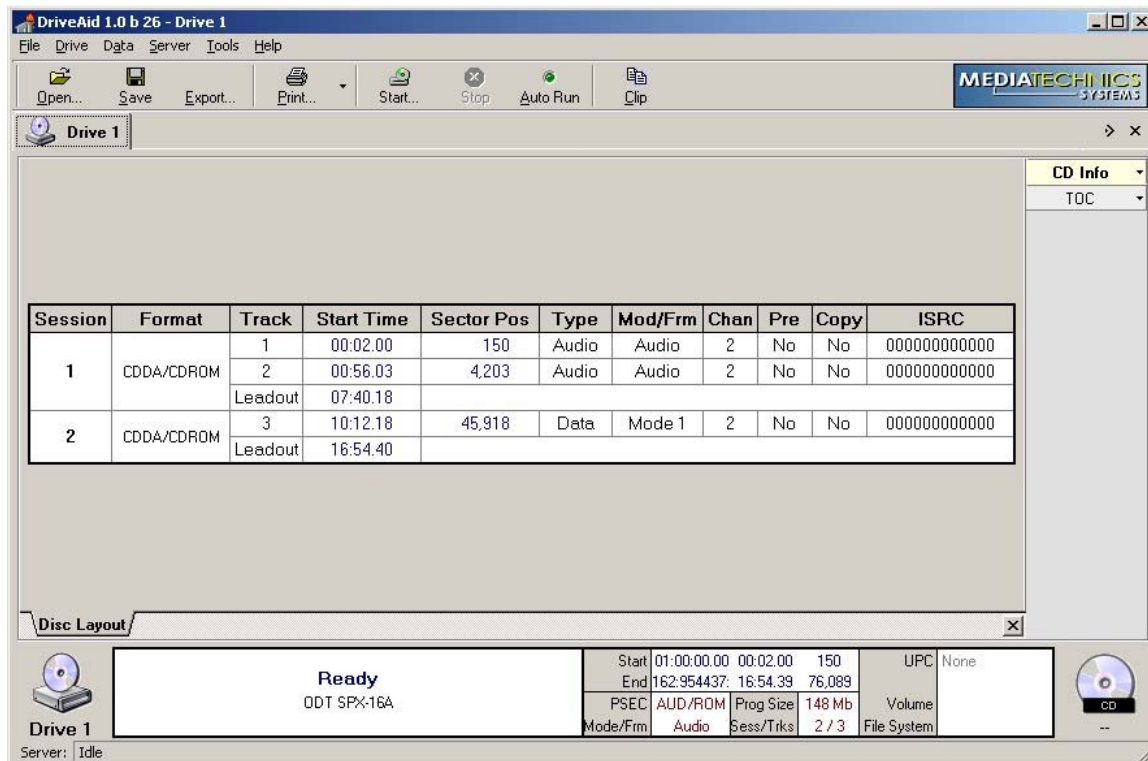 DriveAid 1.0 b 26 - Drive 1
File Drive Data Server Tools Help
Open... Save Export... Print... Start... Stop Auto Run Clip
MEDIATECHNICS
SYSTEMS
Drive 1
CD Info
TOC
Session Format Track Start Time Sector Pos Type Mod/Frm Chan Pre Copy ISRC
1 CDDA/CDROM 1 00:02.00 150 Audio Audio 2 No No 000000000000
2 00:56.03 4,203 Audio Audio 2 No No 000000000000
Leadout 07:40.18
2 CDDA/CDROM 3 10:12.18 45,918 Data Mode 1 2 No No 000000000000
Leadout 16:54.40
Disc Layout
Ready
ODT SPX-16A
Start 01:00:00.00 00:02.00 150 UPC None
End 162:954437: 16:54.39 76,089
PSEC AUD/ROM Prog Size 148 Mb Volume
Mode/Frm Audio Sess/Trks 2 / 3 File System
Drive 1
CD
--
Server: Idle